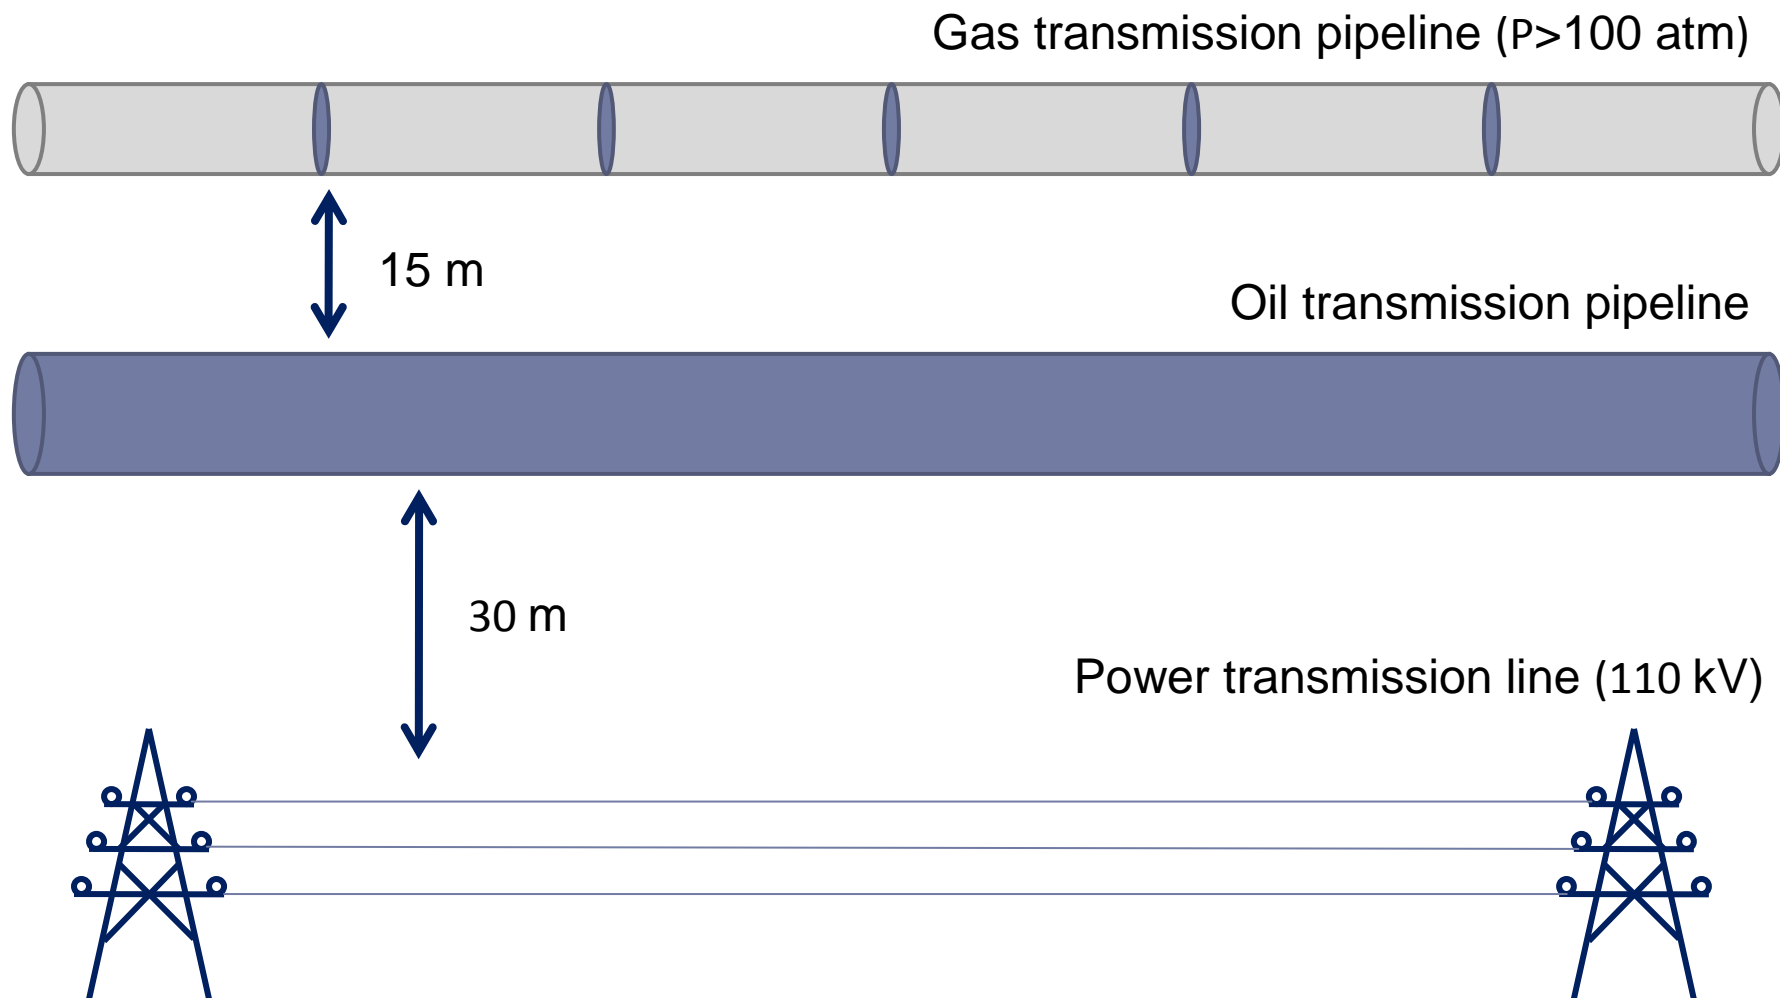 Gas transmission pipeline (P>100 atm)
15 m
Oil transmission pipeline
30 m
Power transmission line (110 kV)